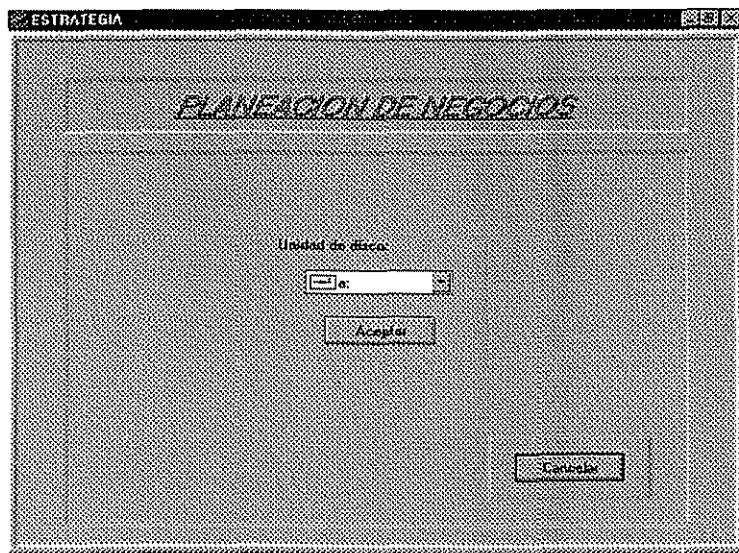 ESTRATEGIA
PLANEACION DE NEGOCIOS
Unidad de disco:
a:
Aceptar
Cancelar